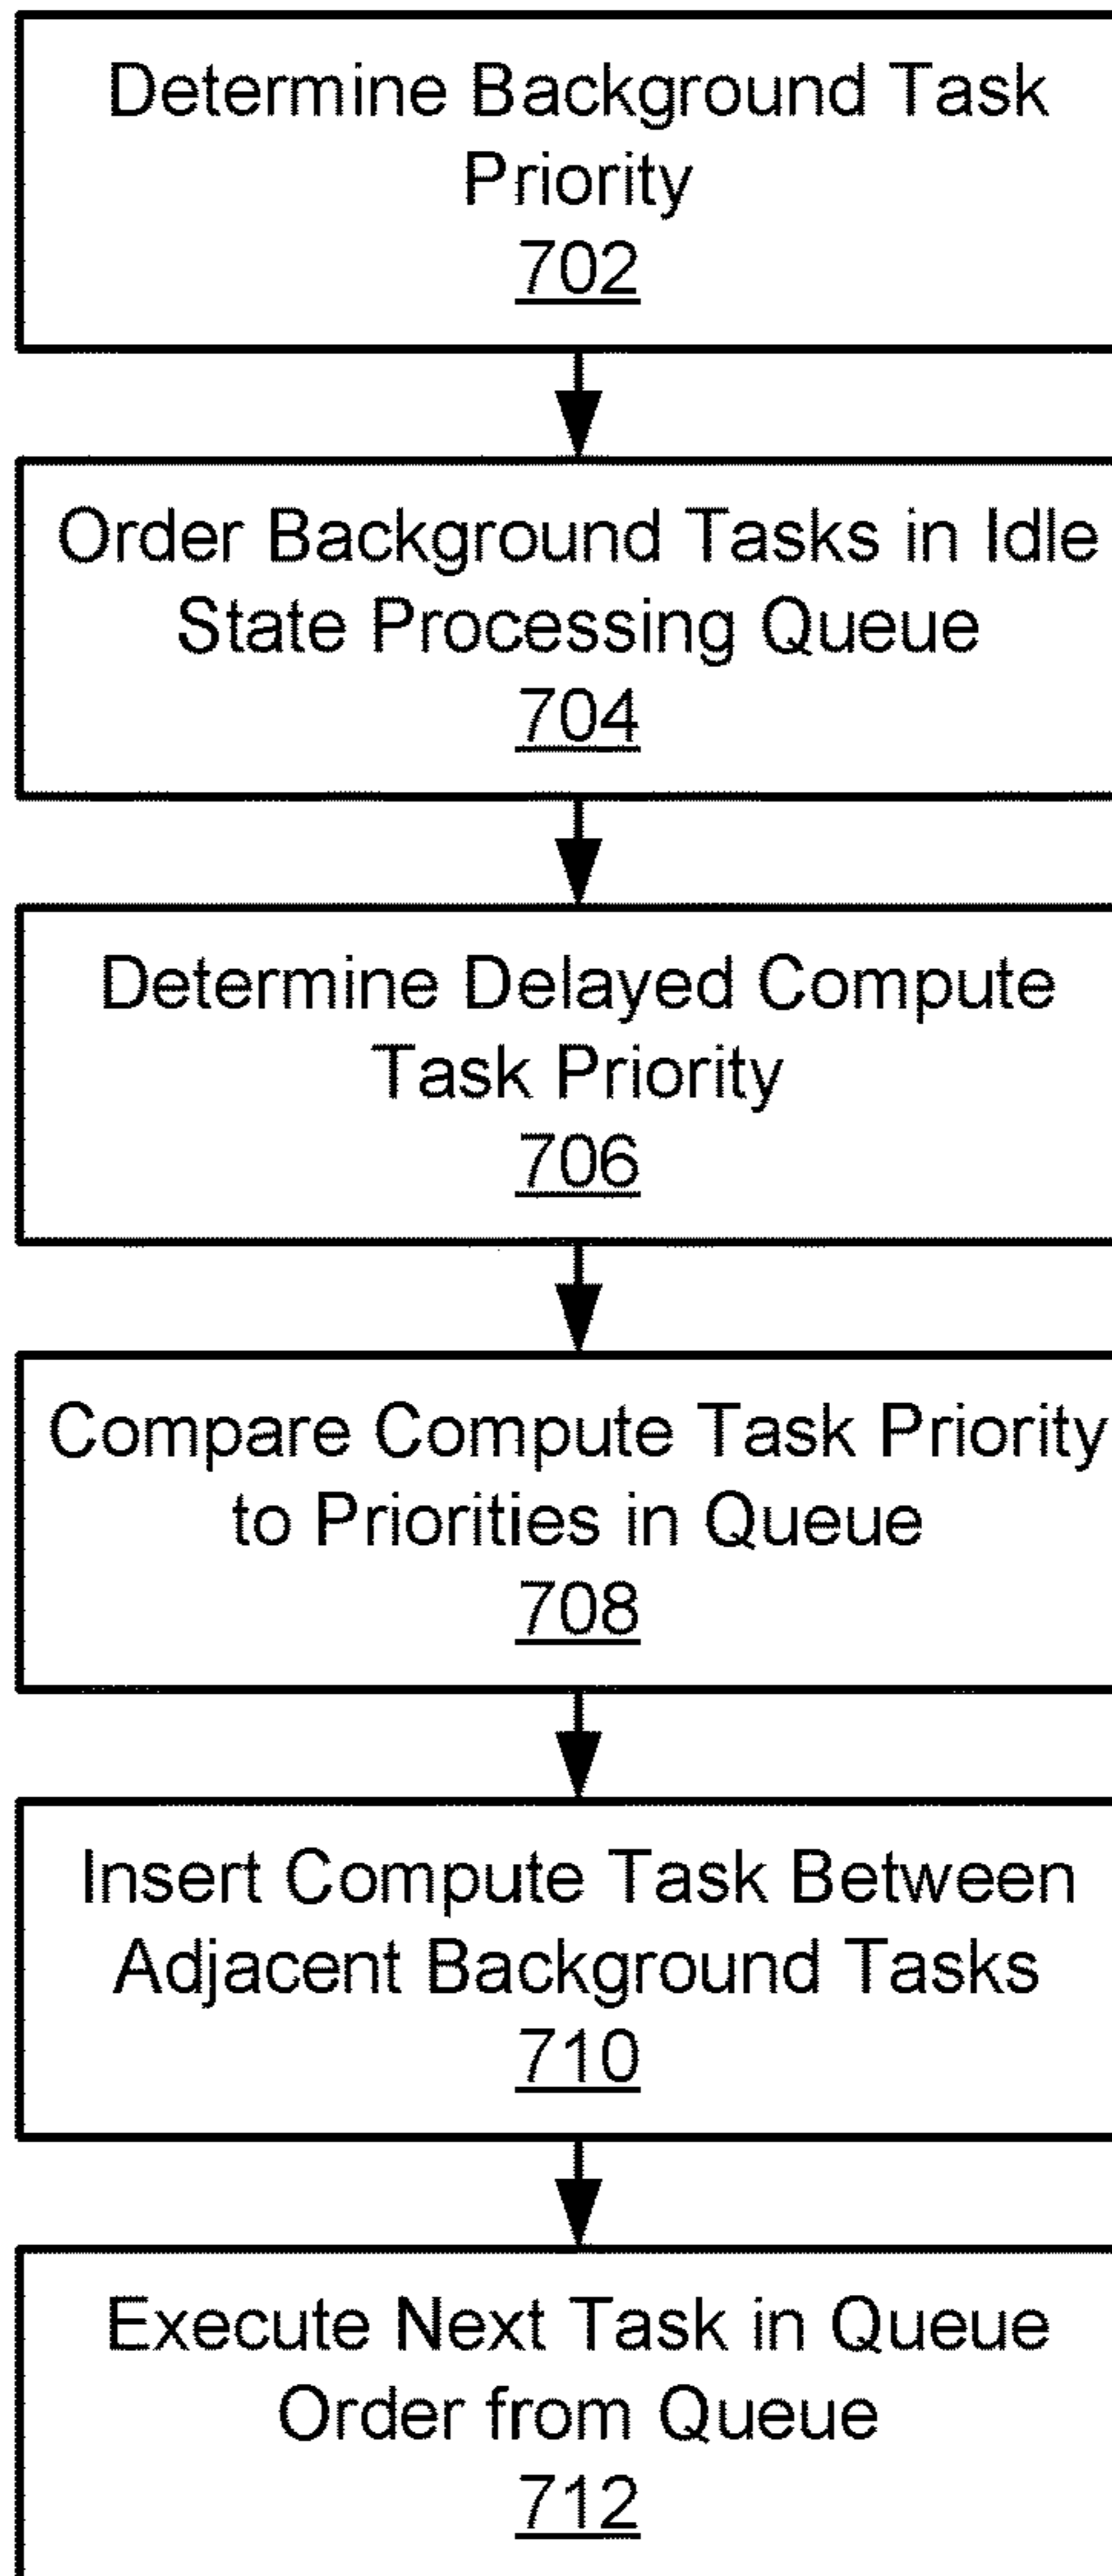 Determine Background Task
Priority
702
Order Background Tasks in Idle
State Processing Queue
704
Determine Delayed Compute
Task Priority
706
Compare Compute Task Priority
to Priorities in Queue
708
Insert Compute Task Between
Adjacent Background Tasks
710
Execute Next Task in Queue
Order from Queue
712